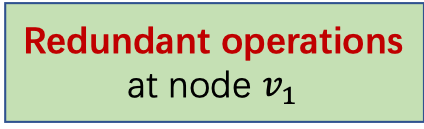 Redundant operations
at node v₁